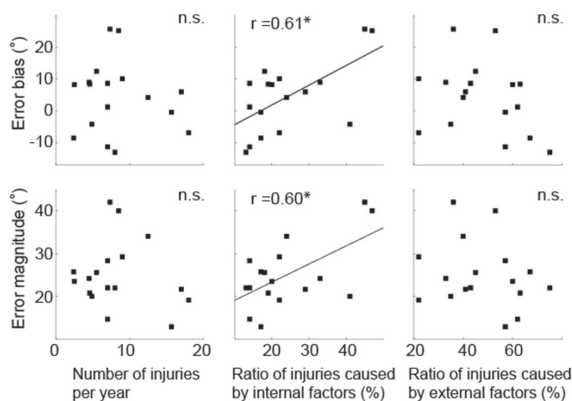 n.s.
r =0.61*
n.s.
Error bias (°)
20
10
0
-10
n.s.
r =0.60*
n.s.
Error magnitude (°)
40
30
20
0 10 20
20 40
20 40 60
Number of injuries
per year
Ratio of injuries caused
by internal factors (%)
Ratio of injuries caused
by external factors (%)